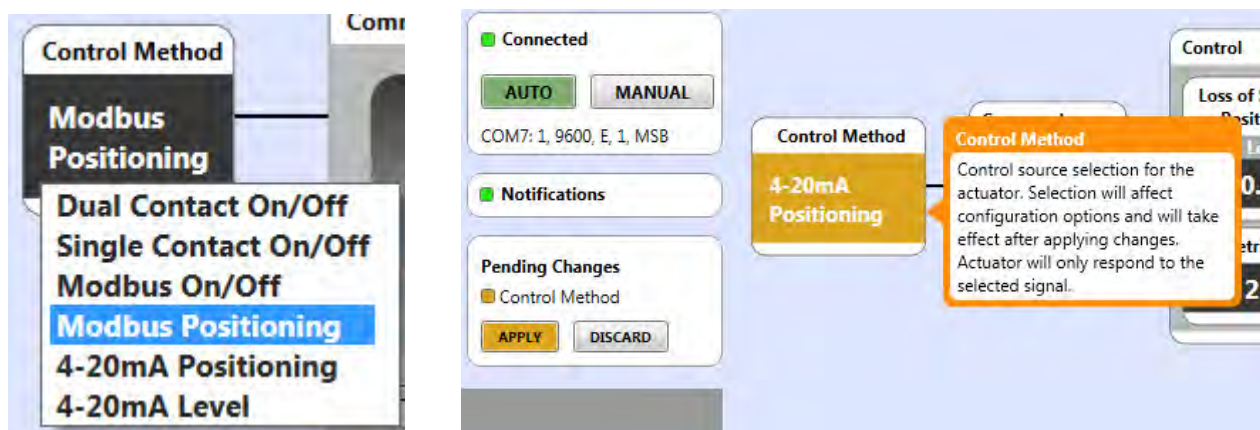 Control Method
Modbus
Positioning
Dual Contact On/Off
Single Contact On/Off
Modbus On/Off
Modbus Positioning
4-20mA Positioning
4-20mA Level
Connected
AUTO
MANUAL
COM7: 1, 9600, E, 1, MSB
Notifications
Pending Changes
Control Method
APPLY
DISCARD
Control Method
4-20mA
Positioning
Control Method
Control source selection for the
actuator. Selection will affect
configuration options and will take
effect after applying changes.
Actuator will only respond to the
selected signal.
Control
Loss of